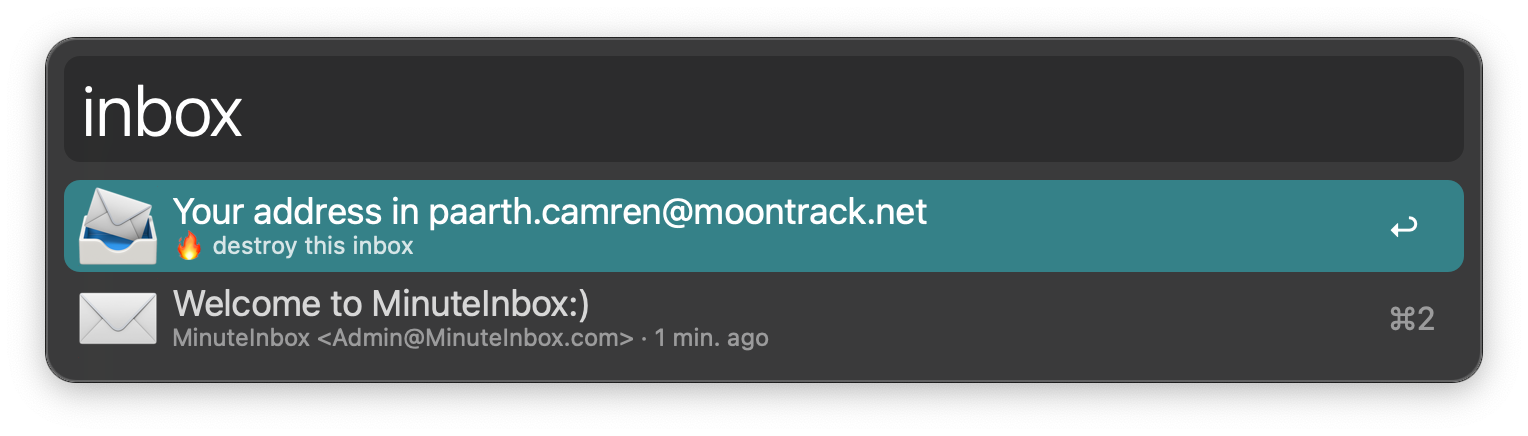 inbox
Your address in paarth.camren@moontrack.net
🔥 destroy this inbox
↩
Welcome to MinuteInbox:)
MinuteInbox <Admin@MinuteInbox.com> · 1 min. ago
⌘2